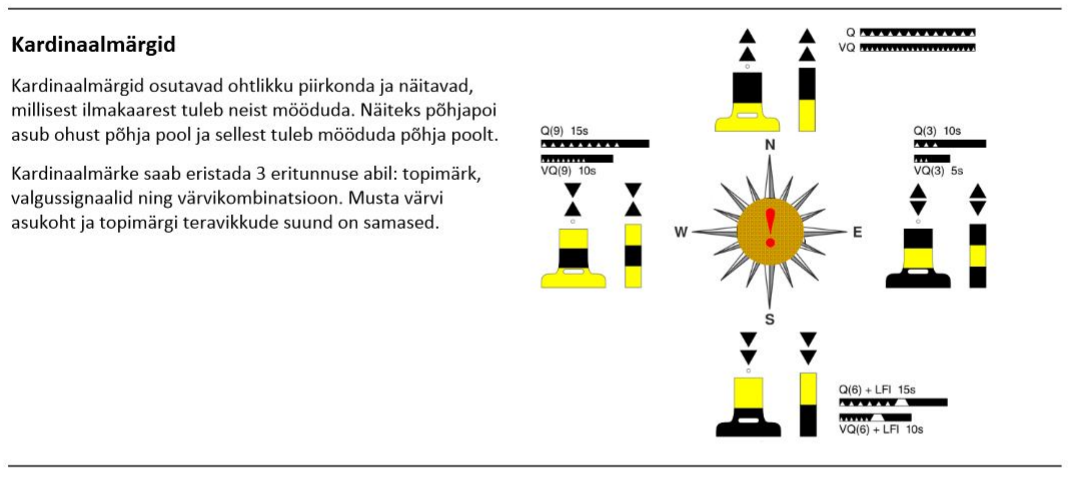 Kardinaalmärgid
Kardinaalmärgid osutavad ohtlikku piirkonda ja näitavad,
millisest ilmakaarest tuleb neist mööduda. Näiteks põhjapoi
asub ohust põhja pool ja sellest tuleb mööduda põhja poolt.
Kardinaalmärke saab eristada 3 eritunnuse abil: topimärk,
valgussignaalid ning värvikombinatsioon. Musta värvi
asukoht ja topimärgi teravikkude suund on samased.
Q
VQ
N
Q(9) 15s
VQ(9) 10s
Q(3) 10s
VQ(3) 5s
W
!
E
S
Q(6) + LFI 15s
VQ(6) + LFI 10s